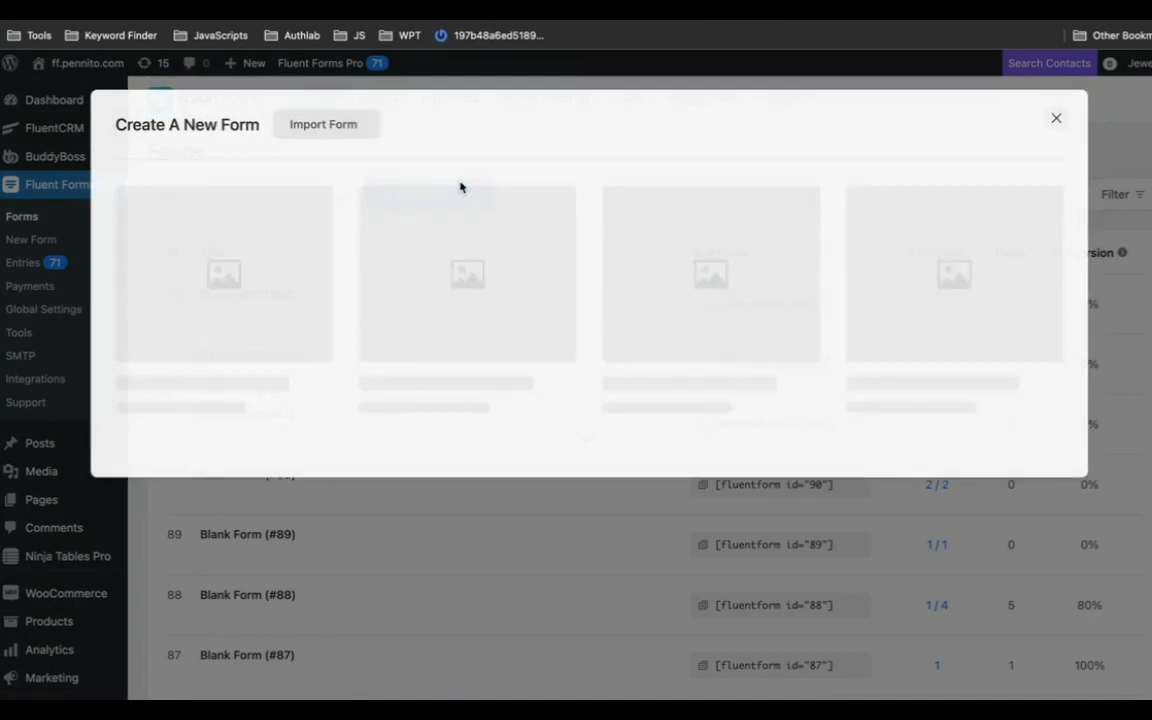 Tools
Keyword Finder
JavaScripts
Authlab
JS
WPT
197b48a6ed5189...
Other Bookm
ff.pennito.com
15
0
New
Fluent Forms Pro 71
Search Contacts
0
Jewe
Dashboard
FluentCRM
BuddyBoss
Fluent Form
Forms
New Form
Entries 71
Payments
Global Settings
Tools
SMTP
Integrations
Support
Posts
Media
Pages
Comments
Ninja Tables Pro
WooCommerce
Products
Analytics
Marketing
Create A New Form
Import Form
Filter
rsion
%
%
%
[fluentform id="90"]
2 / 2
0
0%
89
Blank Form (#89)
[fluentform id="89"]
1 / 1
0
0%
88
Blank Form (#88)
[fluentform id="88"]
1 / 4
5
80%
87
Blank Form (#87)
[fluentform id="87"]
1
1
100%